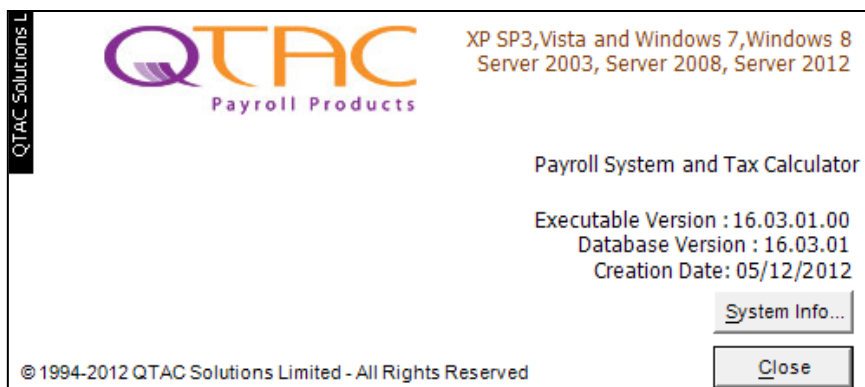 QTAC Solutions L
QTAC
Payroll Products
XP SP3,Vista and Windows 7,Windows 8
Server 2003, Server 2008, Server 2012
Payroll System and Tax Calculator
Executable Version : 16.03.01.00
Database Version : 16.03.01
Creation Date: 05/12/2012
System Info...
© 1994-2012 QTAC Solutions Limited - All Rights Reserved
Close